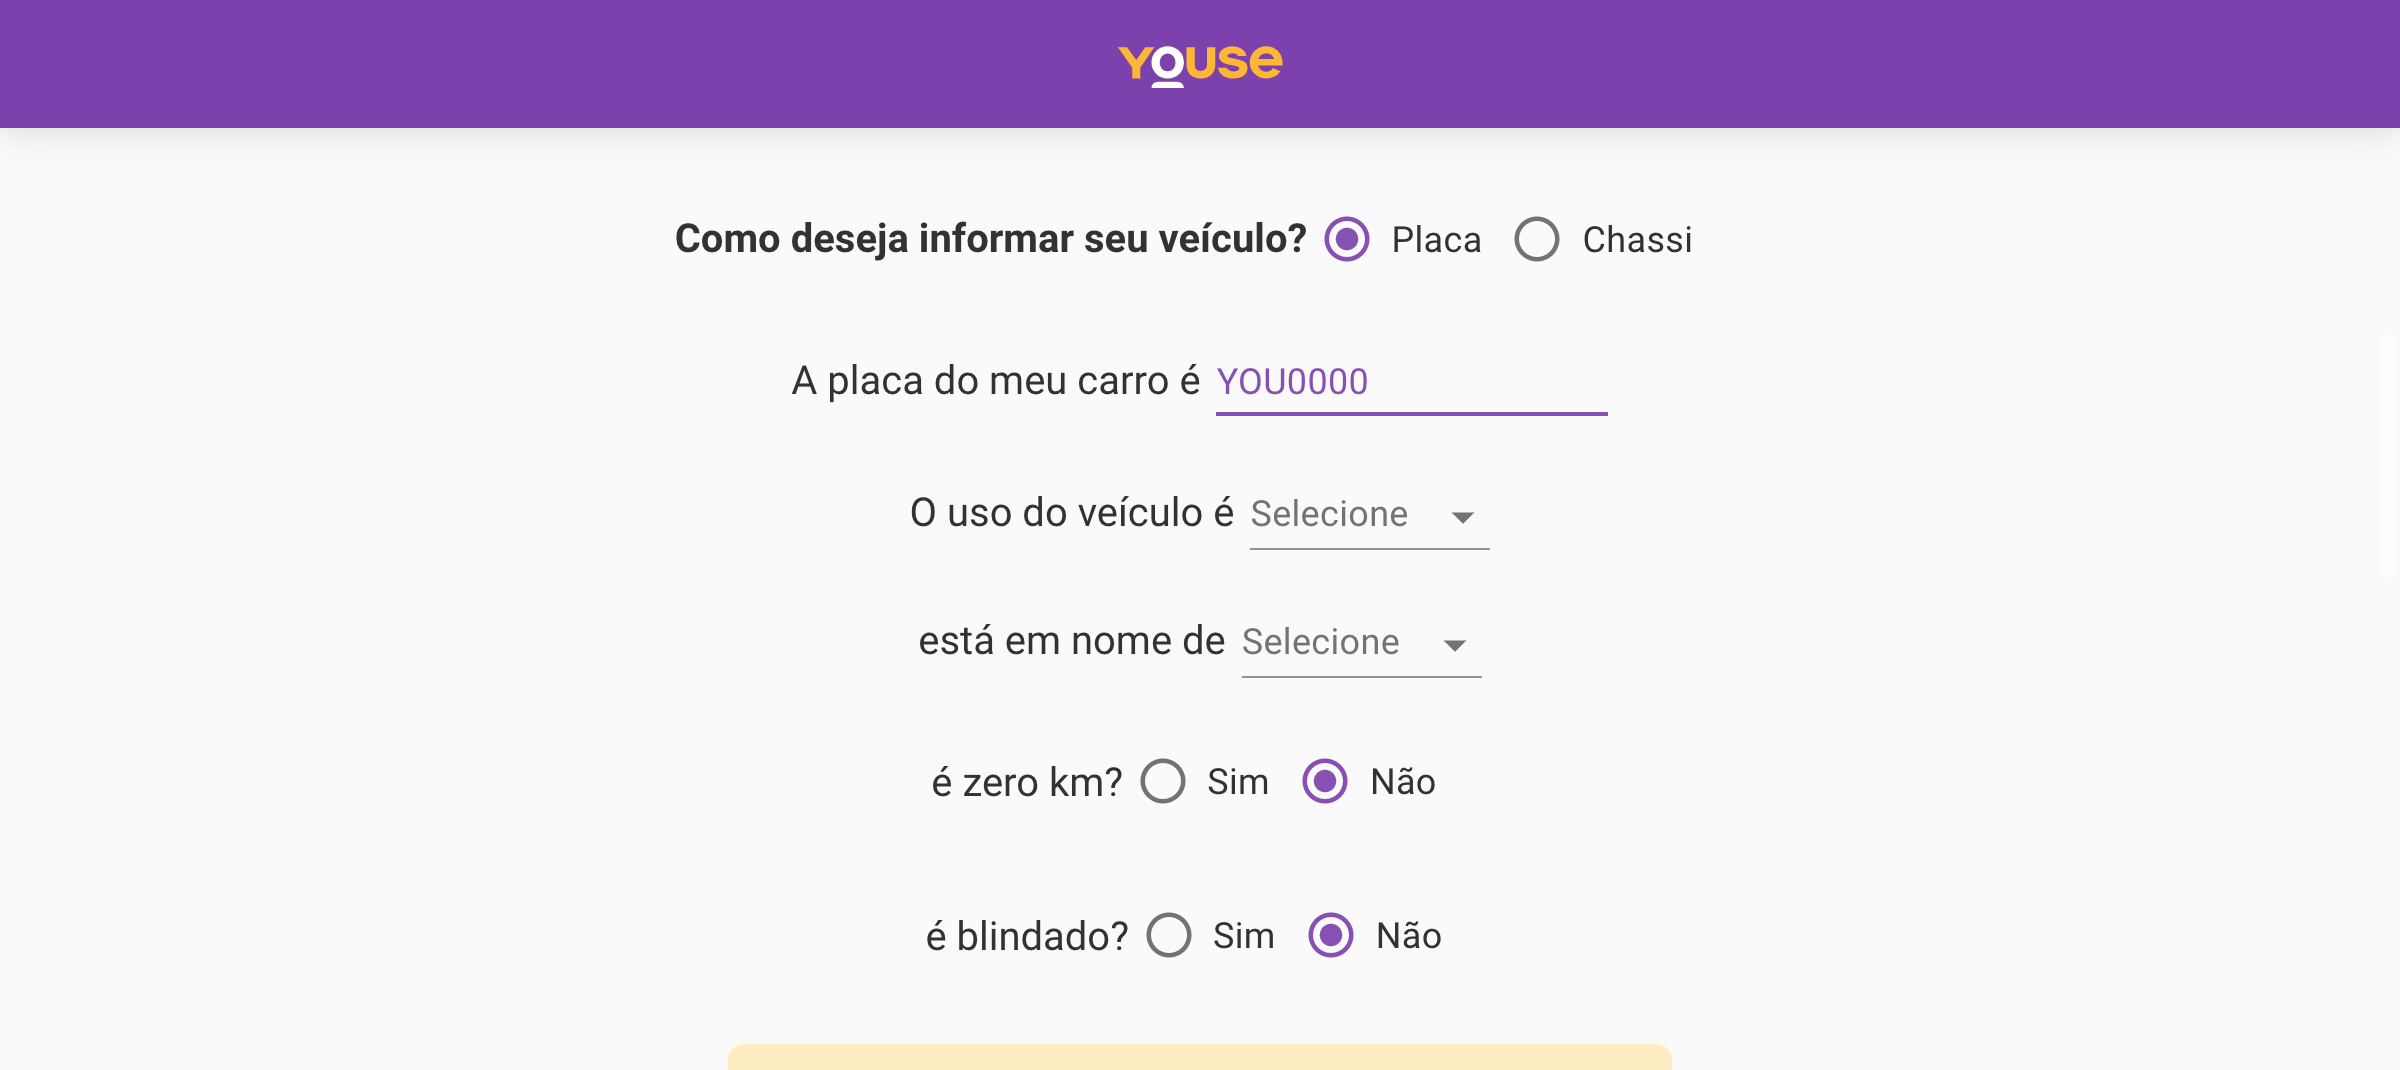 Youse
Como deseja informar seu veículo? Placa Chassi
A placa do meu carro é YOU0000
O uso do veículo é Selecione
está em nome de Selecione
é zero km? Sim Não
é blindado? Sim Não